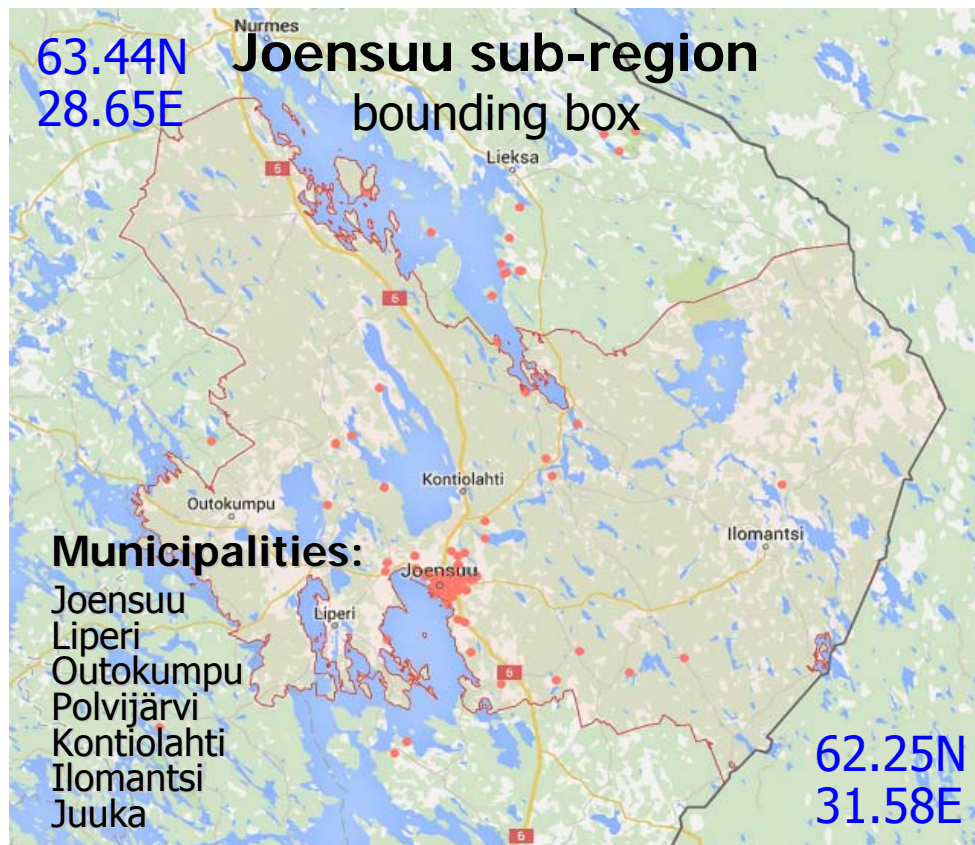 Nurmes
63.44N
28.65E
Joensuu sub-region
bounding box
6
Lieksa
6
Kontiolahti
Outokumpu
Ilomantsi
Joensuu
Liperi
6
Municipalities:
Joensuu
Liperi
Outokumpu
Polvijärvi
Kontiolahti
Ilomantsi
Juuka
62.25N
31.58E
6